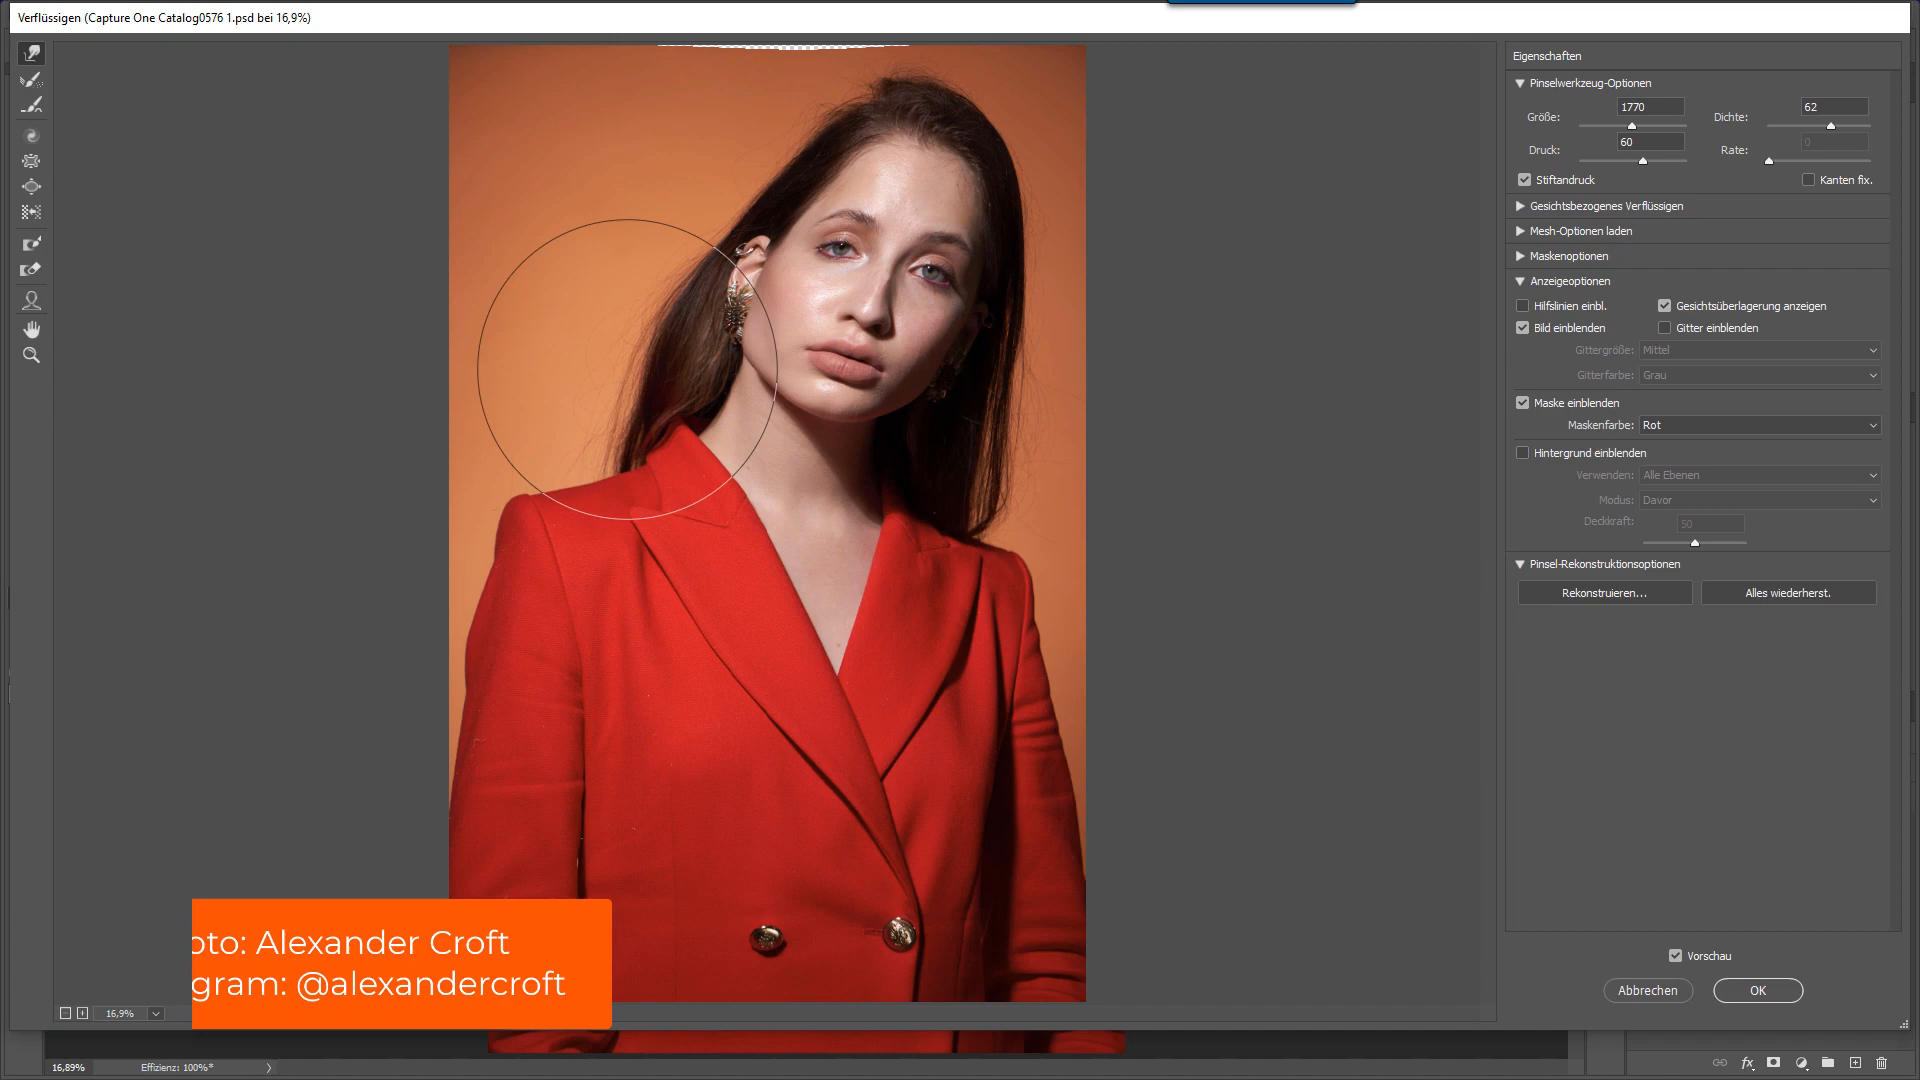 Verflüssigen (Capture One Catalog0576 1.psd bei 16,9%)
Eigenschaften
Pinselwerkzeug-Optionen
Größe: 1770 Dichte: 62
Druck: 60 Rate: 0
Stiftandruck Kanten fix.
Gesichtsbezogenes Verflüssigen
Mesh-Optionen laden
Maskenoptionen
Anzeigeoptionen
Hilfslinien einbl. Gesichtsüberlagerung anzeigen
Bild einblenden Gitter einblenden
Gittergröße: Mittel
Gitterfarbe: Grau
Maske einblenden
Maskenfarbe: Rot
Hintergrund einblenden
Verwenden: Alle Ebenen
Modus: Davor
Deckkraft: 50
Pinsel-Rekonstruktionsoptionen
Rekonstruieren... Alles wiederherst.
Vorschau
Abbrechen OK
oto: Alexander Croft
gram: @alexandercroft
16,9%
16,89% Effizienz: 100%*
fx